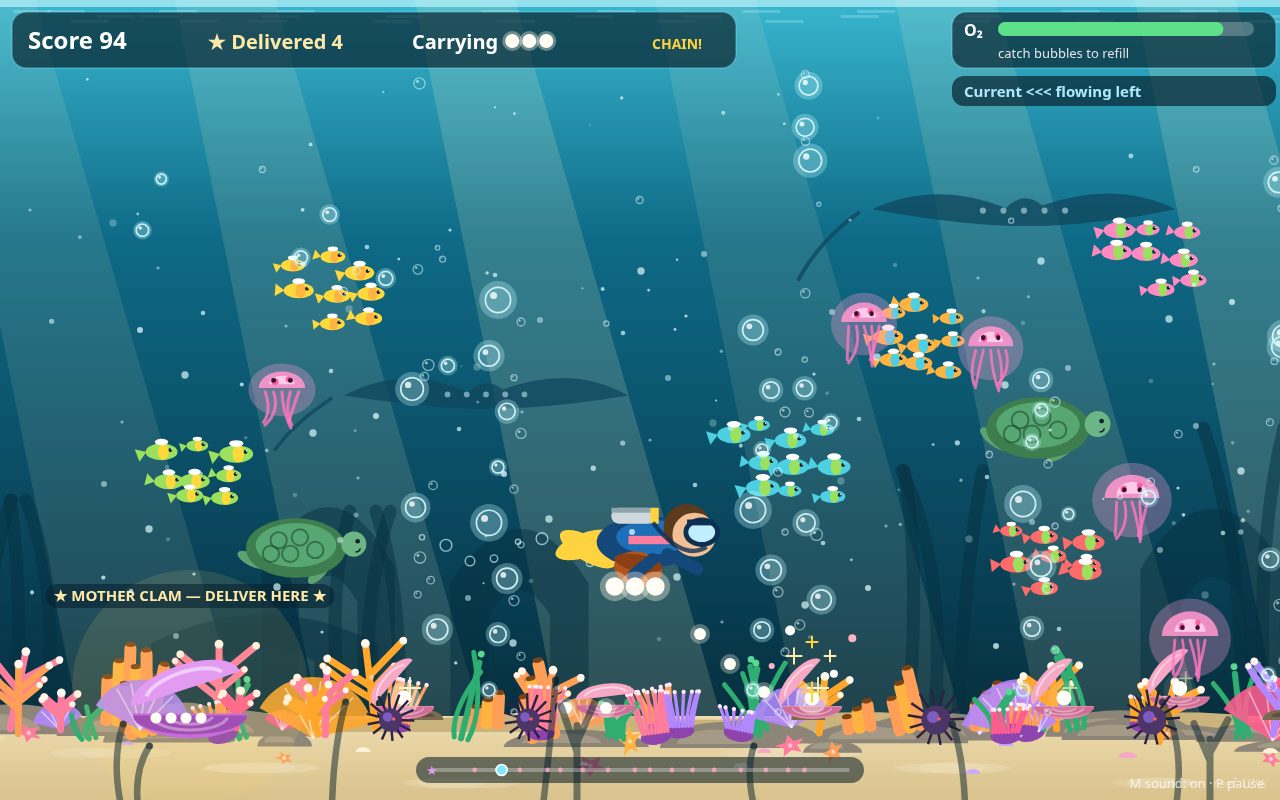 Score 94
★ Delivered 4
Carrying
CHAIN!
O₂
catch bubbles to refill
Current <<< flowing left
★ MOTHER CLAM — DELIVER HERE ★
M sound: on · P pause